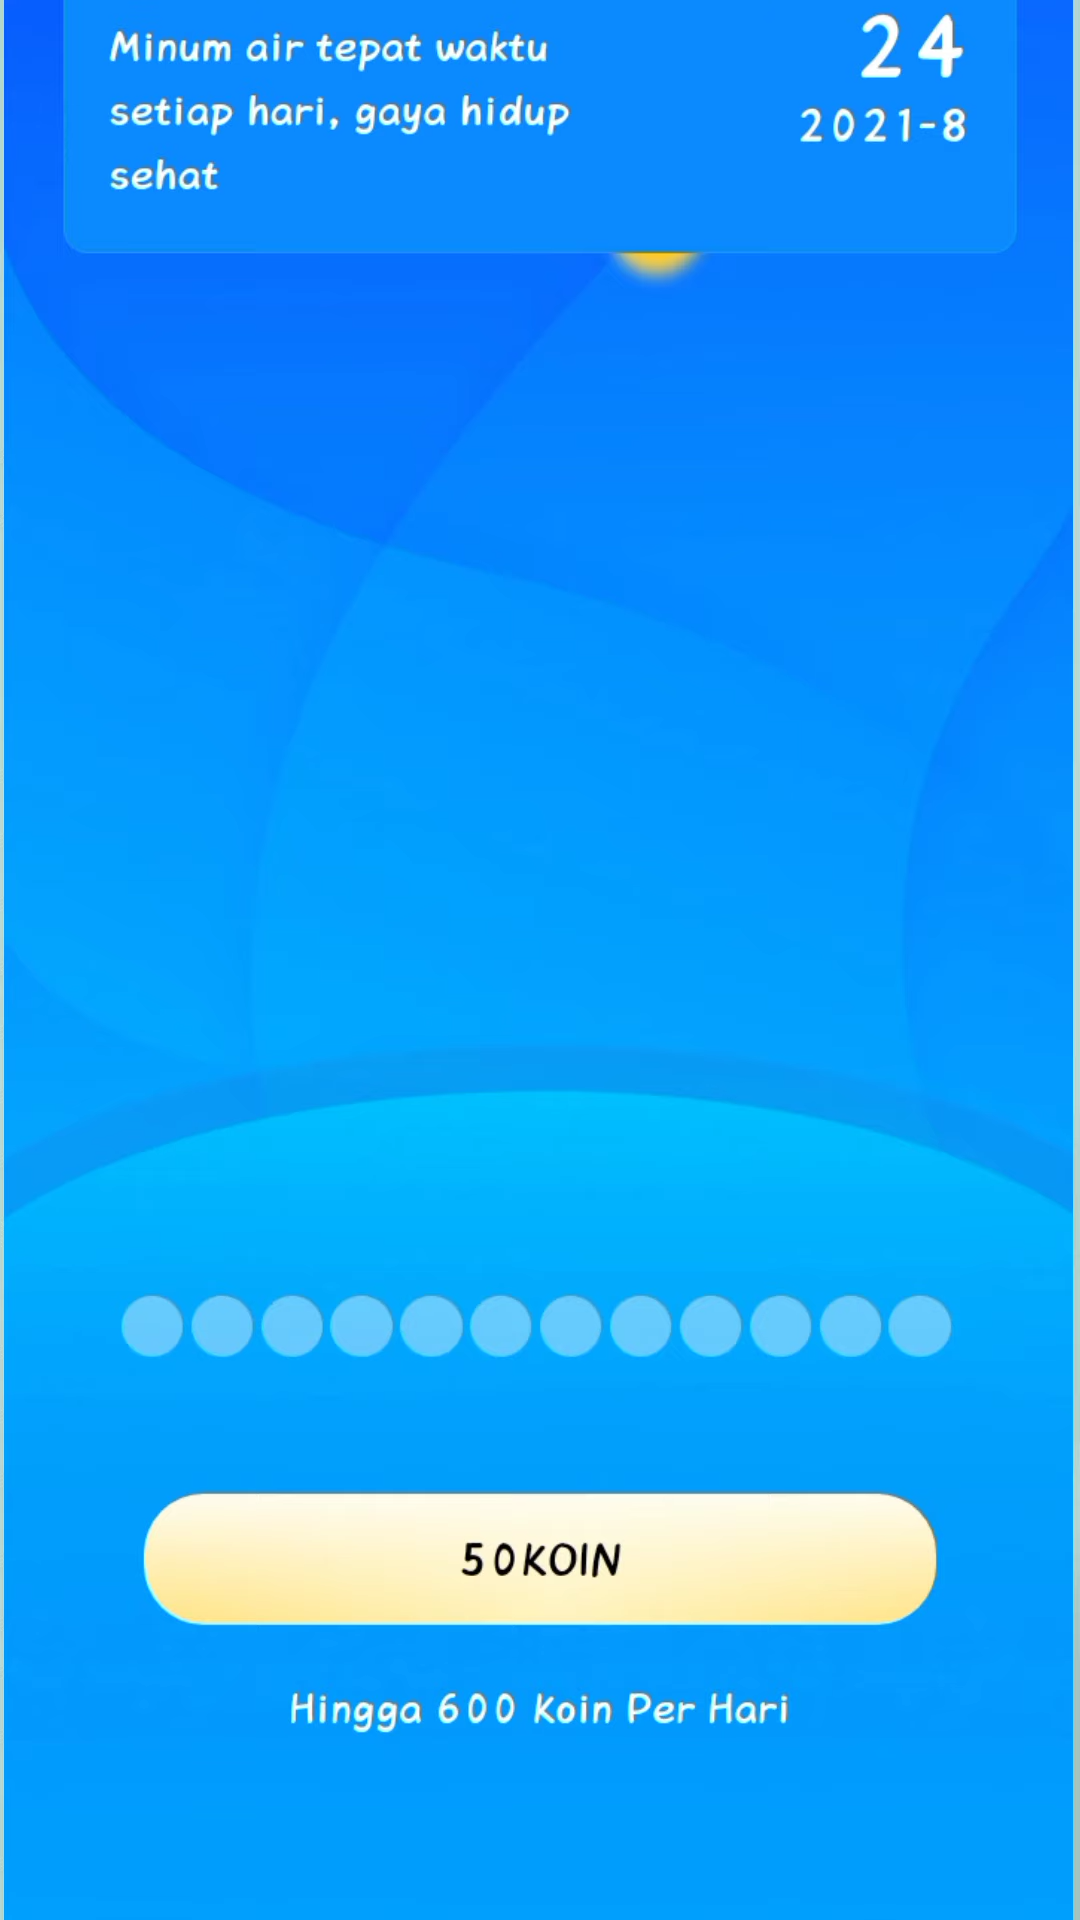 Minum air tepat waktu
setiap hari, gaya hidup
sehat
24
2021-8
50KOIN
Hingga 600 Koin Per Hari